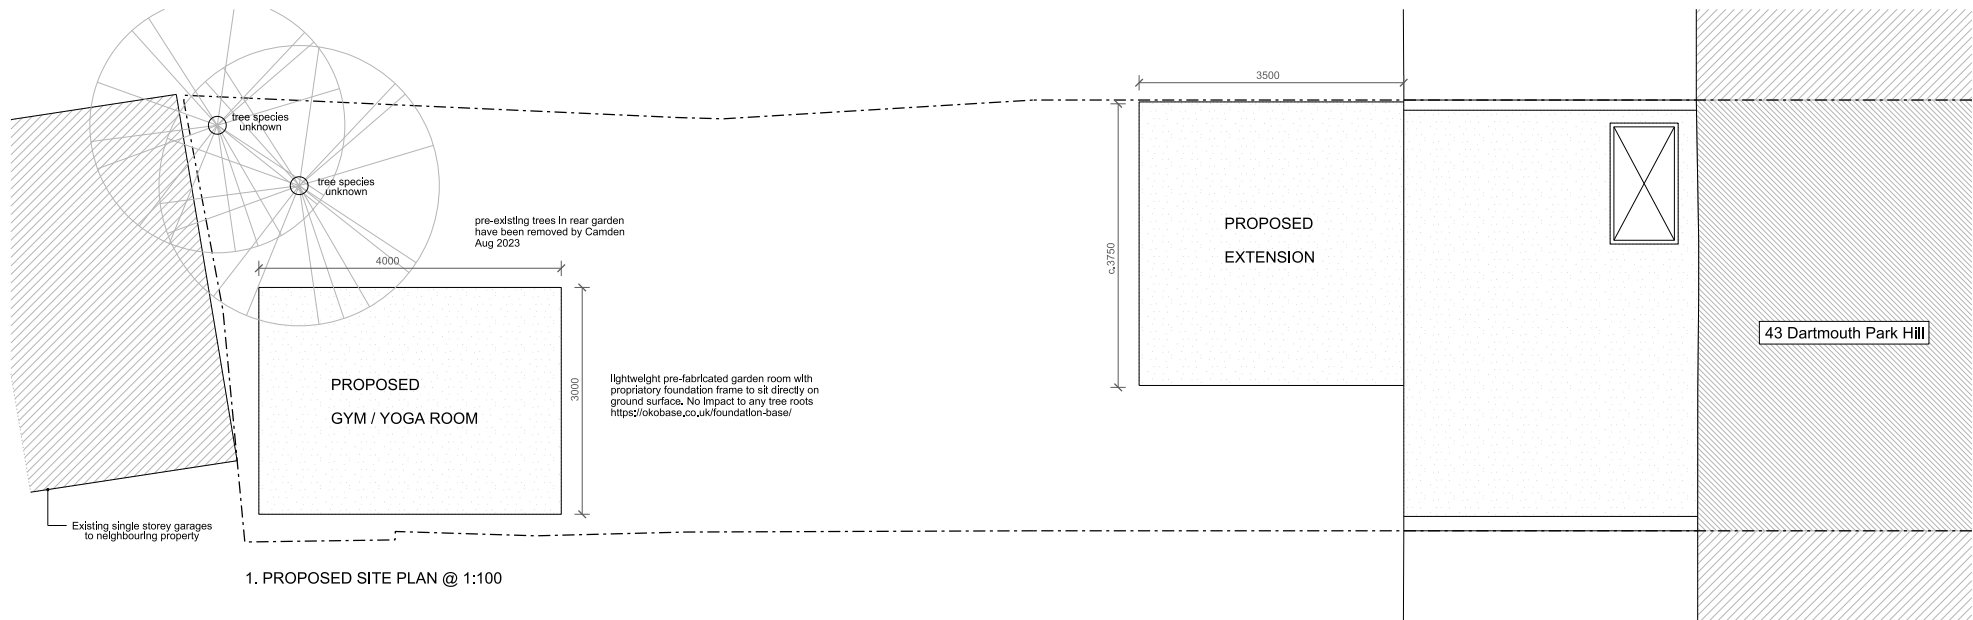 3500
tree species
unknown
tree species
unknown
pre-existing trees in rear garden
have been removed by Camden
Aug 2023
4000
c.3750
PROPOSED
EXTENSION
43 Dartmouth Park Hill
PROPOSED
GYM / YOGA ROOM
3000
lightweight pre-fabricated garden room with
propriatory foundation frame to sit directly on
ground surface. No impact to any tree roots
https://okobase.co.uk/foundation-base/
Existing single storey garages
to neighbouring property
1. PROPOSED SITE PLAN @ 1:100